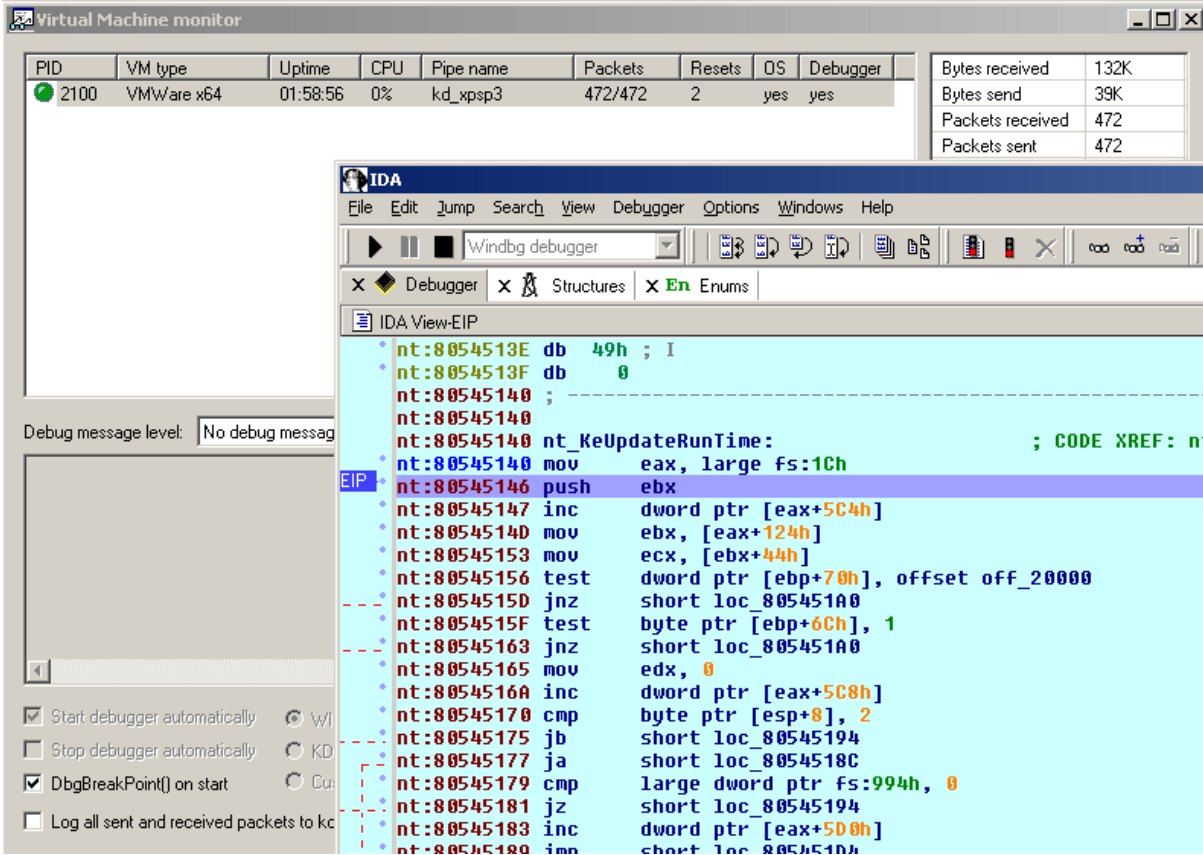 Virtual Machine monitor
PID VM type Uptime CPU Pipe name Packets Resets OS Debugger
2100 VMWare x64 01:58:56 0% kd_xpsp3 472/472 2 yes yes
Bytes received 132K
Bytes send 39K
Packets received 472
Packets sent 472
IDA
File Edit Jump Search View Debugger Options Windows Help
Windbg debugger
Debugger Structures En Enums
IDA View-EIP
nt:8054513E db 49h ; I
nt:8054513F db 0
nt:80545140 ; ---------------------------------------------------------
nt:80545140
nt:80545140 nt_KeUpdateRunTime: ; CODE XREF: n
nt:80545140 mov eax, large fs:1Ch
EIP nt:80545146 push ebx
nt:80545147 inc dword ptr [eax+5C4h]
nt:8054514D mov ebx, [eax+124h]
nt:80545153 mov ecx, [ebx+44h]
nt:80545156 test dword ptr [ebp+70h], offset off_20000
nt:8054515D jnz short loc_805451A0
nt:8054515F test byte ptr [ebp+6Ch], 1
nt:80545163 jnz short loc_805451A0
nt:80545165 mov edx, 0
nt:8054516A inc dword ptr [eax+5C8h]
nt:80545170 cmp byte ptr [esp+8], 2
nt:80545175 jb short loc_80545194
nt:80545177 ja short loc_8054518C
nt:80545179 cmp large dword ptr fs:994h, 0
nt:80545181 jz short loc_80545194
nt:80545183 inc dword ptr [eax+5D0h]
nt:80545189 jmp short loc_805451D4
Debug message level: No debug messag
Start debugger automatically WI
Stop debugger automatically KD
DbgBreakPoint() on start Cu
Log all sent and received packets to kd